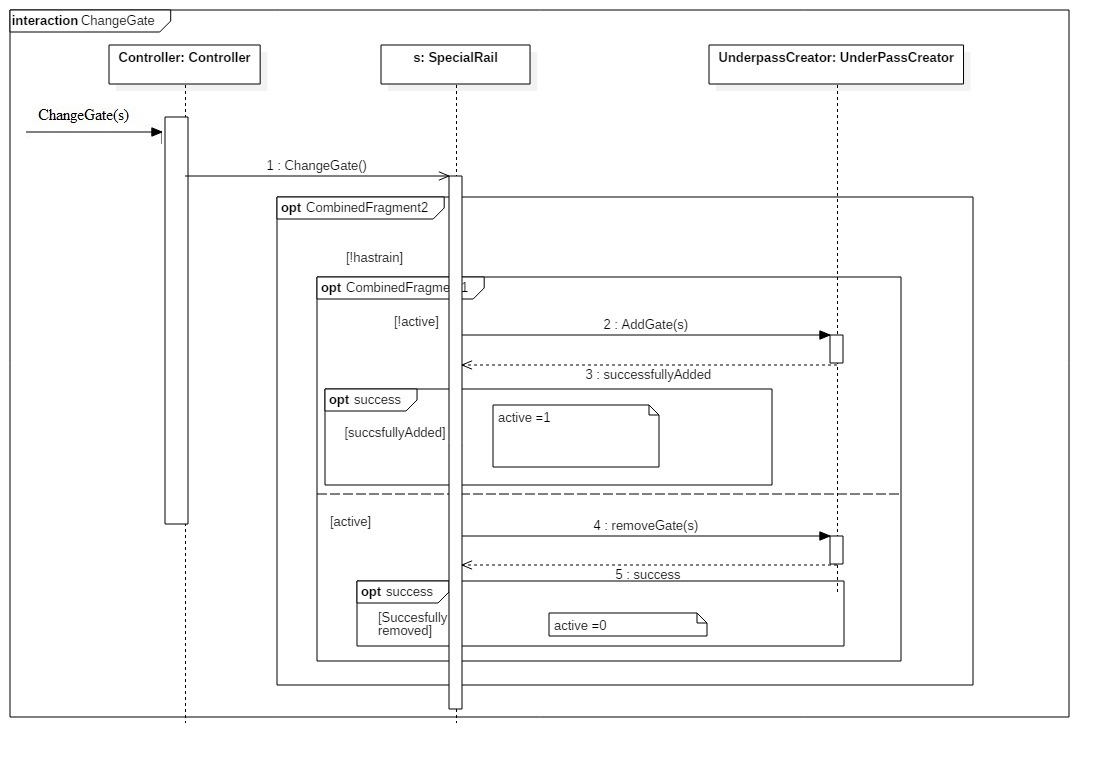 interaction ChangeGate
Controller: Controller
s: SpecialRail
UnderpassCreator: UnderPassCreator
ChangeGate(s)
1 : ChangeGate()
opt CombinedFragment2
[!hastrain]
opt CombinedFragme 1
[!active]
2 : AddGate(s)
3 : successfullyAdded
opt success
active =1
[succsfullyAdded]
[active]
4 : removeGate(s)
5 : success
opt success
[Succesfully
removed]
active =0